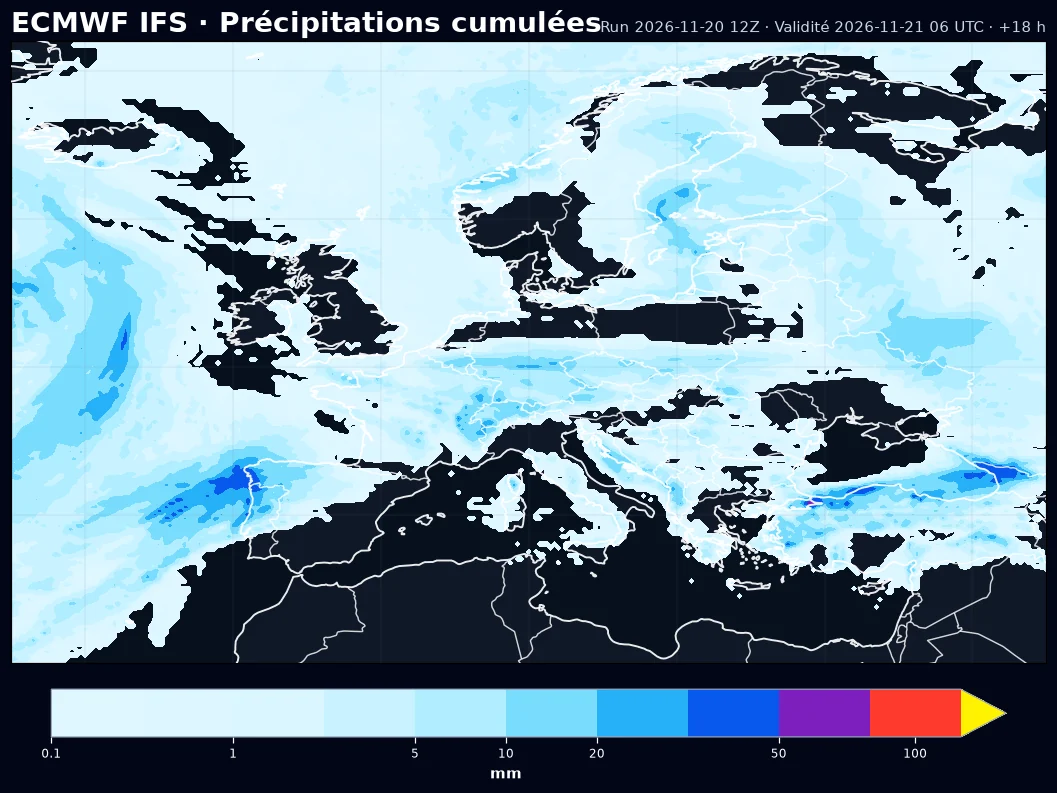 ECMWF IFS · Précipitations cumulées
Run 2026-11-20 12Z · Validité 2026-11-21 06 UTC · +18 h
0.1 1 5 10 20 50 100
mm